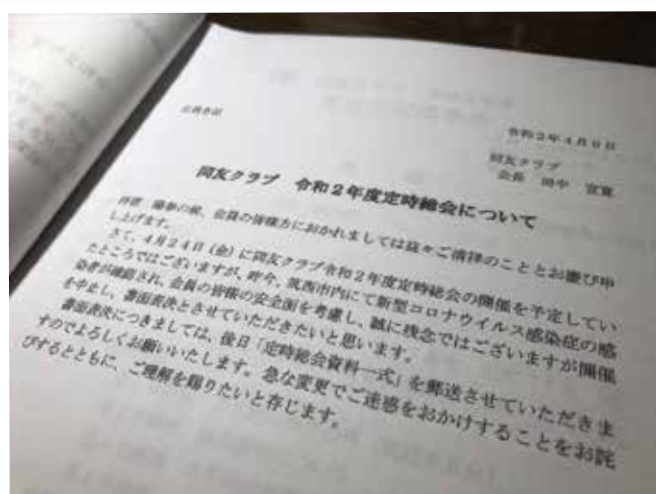 令和2年4月9日
同友クラブ
会長 田中
同友クラブ 令和2年度定時総会について
拝啓 陽春の候、会員の皆様方におかれましては益々ご清祥のこととお慶び申
し上げます。
さて、4月24日（金）に同友クラブ令和2年度定時総会の開催を予定してい
たところではございますが、昨今、筑西市内にて新型コロナウイルス感染症の感
染者が確認され、会員の皆様の安全面を考慮し、誠に残念ではございますが開催
を中止し、書面表決とさせていただきたいと思います。
書面表決につきましては、後日「定時総会資料一式」を郵送させていただきま
すのでよろしくお願いいたします。急な変更でご迷惑をおかけすることをお詫
びするとともに、ご理解を賜りたいと存じます。